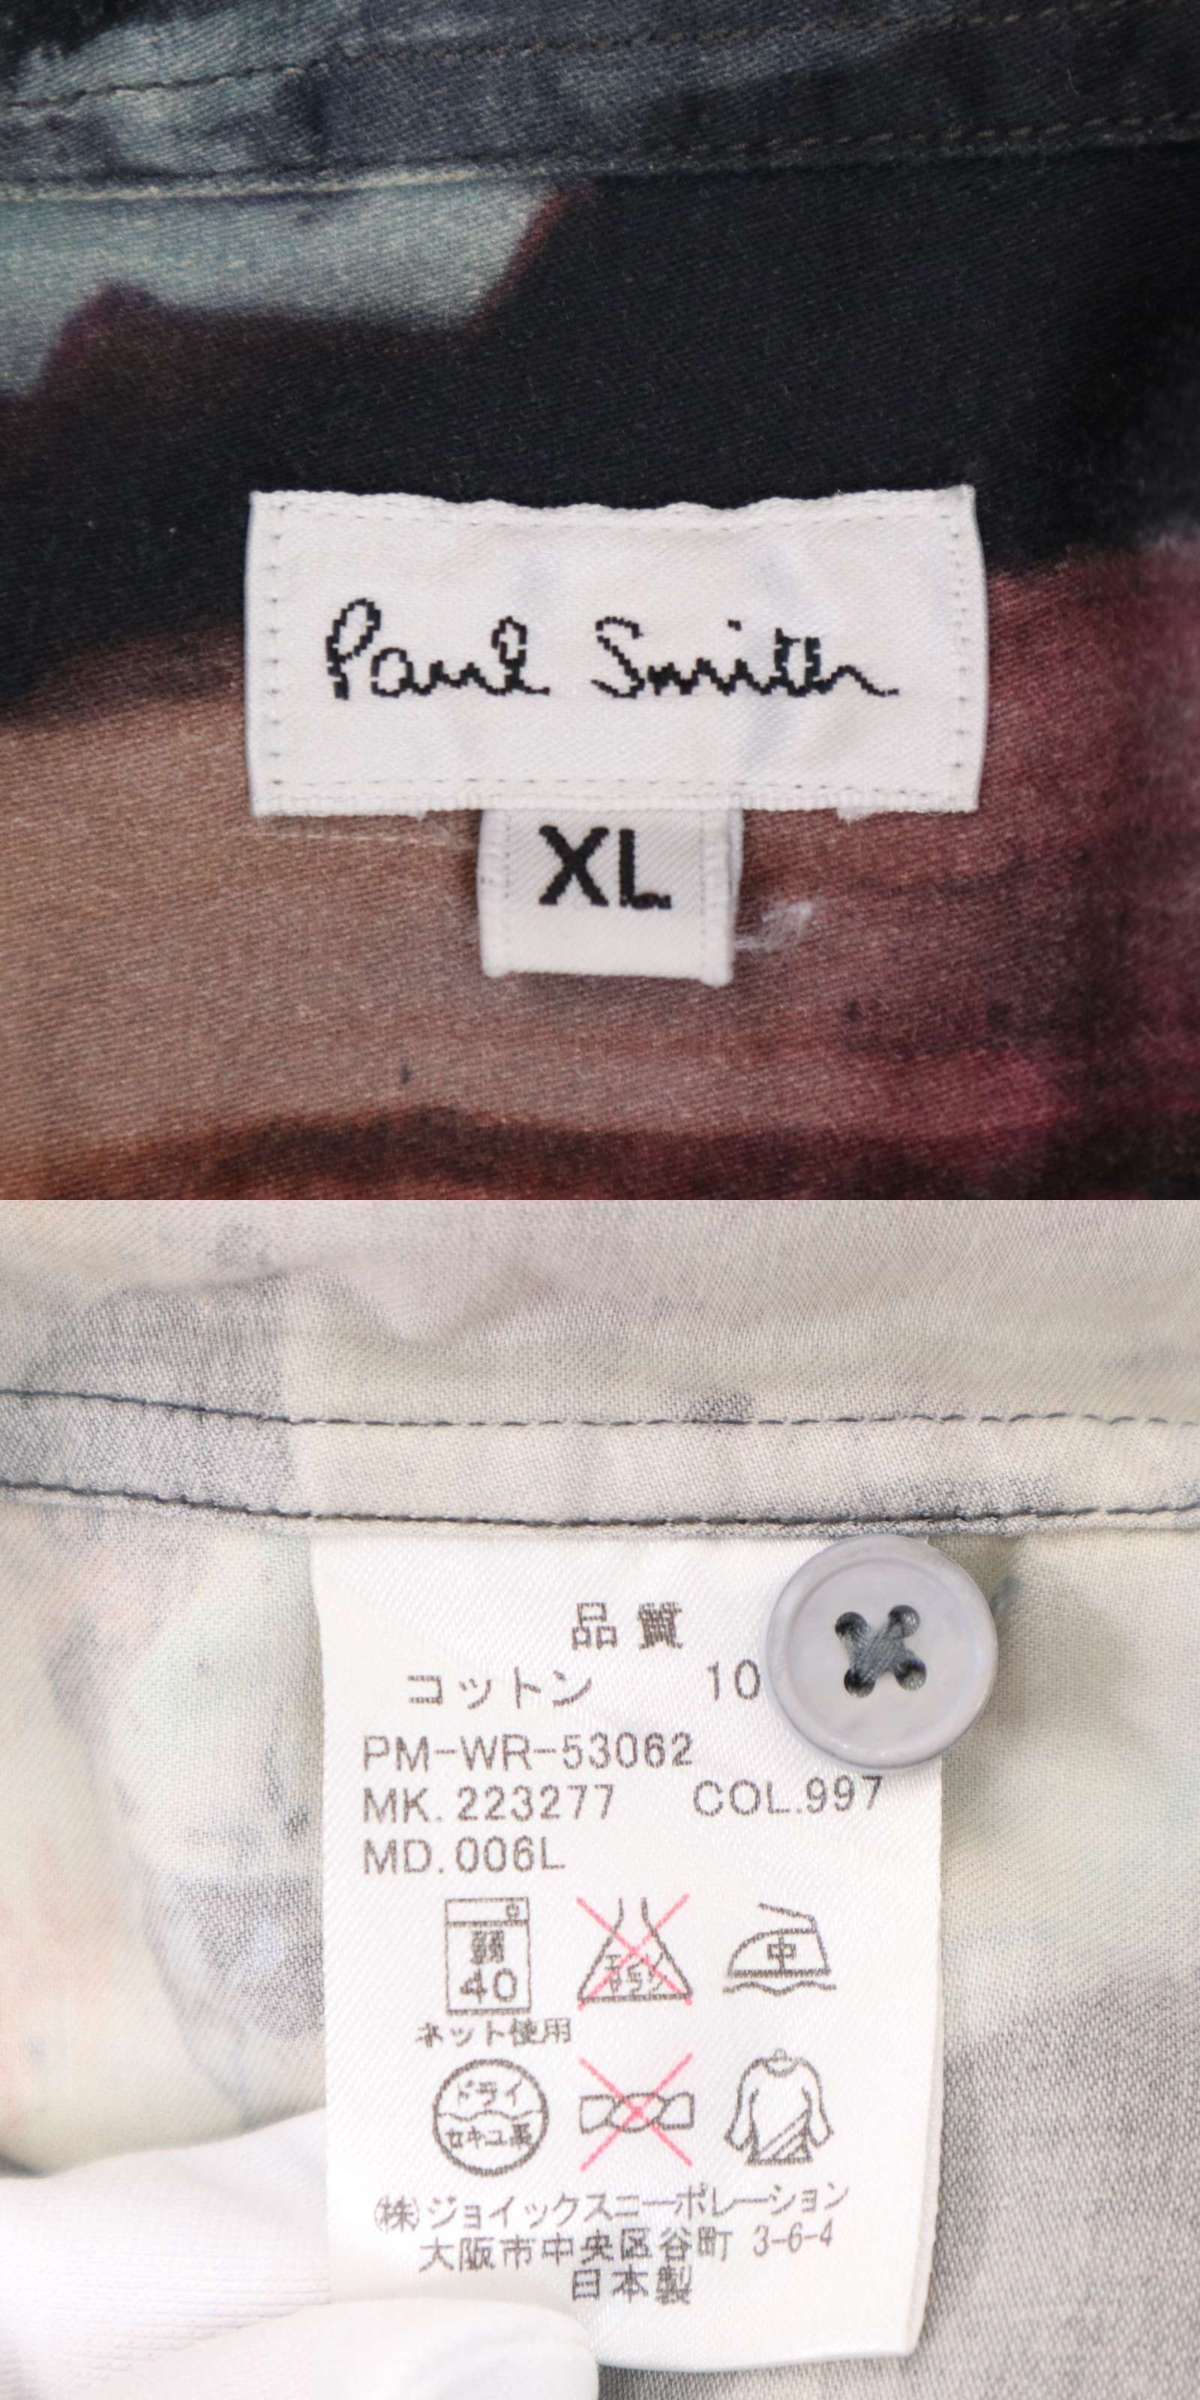 Paul Smith
XL
品質
コットン 10
PM-WR-53062
MK. 223277 COL.997
MD. 006L
弱
40
中
ネット使用
ドライ
セキユ系
㈱ジョイックスコーポレーション
大阪市中央区谷町 3-6-4
日本製